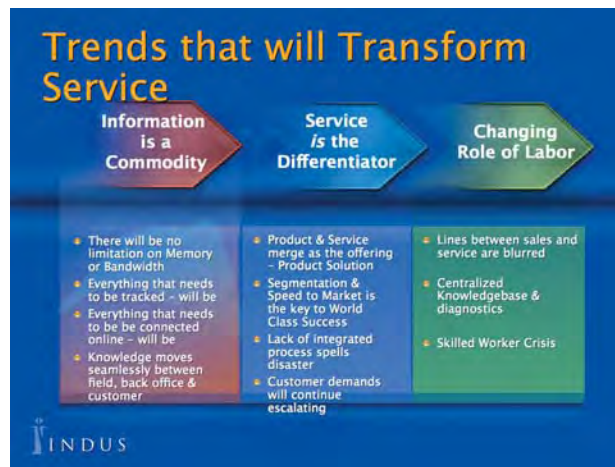 Trends that will Transform
Service
Information
is a
Commodity
Service
is the
Differentiator
Changing
Role of Labor
There will be no
limitation on Memory
or Bandwidth
Everything that needs
to be tracked – will be
Everything that needs
to be be connected
online – will be
Knowledge moves
seamlessly between
field, back office &
customer
Product & Service
merge as the offering
– Product Solution
Segmentation &
Speed to Market is
the key to World
Class Success
Lack of integrated
process spells
disaster
Customer demands
will continue
escalating
Lines between sales and
service are blurred
Centralized
Knowledgebase &
diagnostics
Skilled Worker Crisis
INDUS